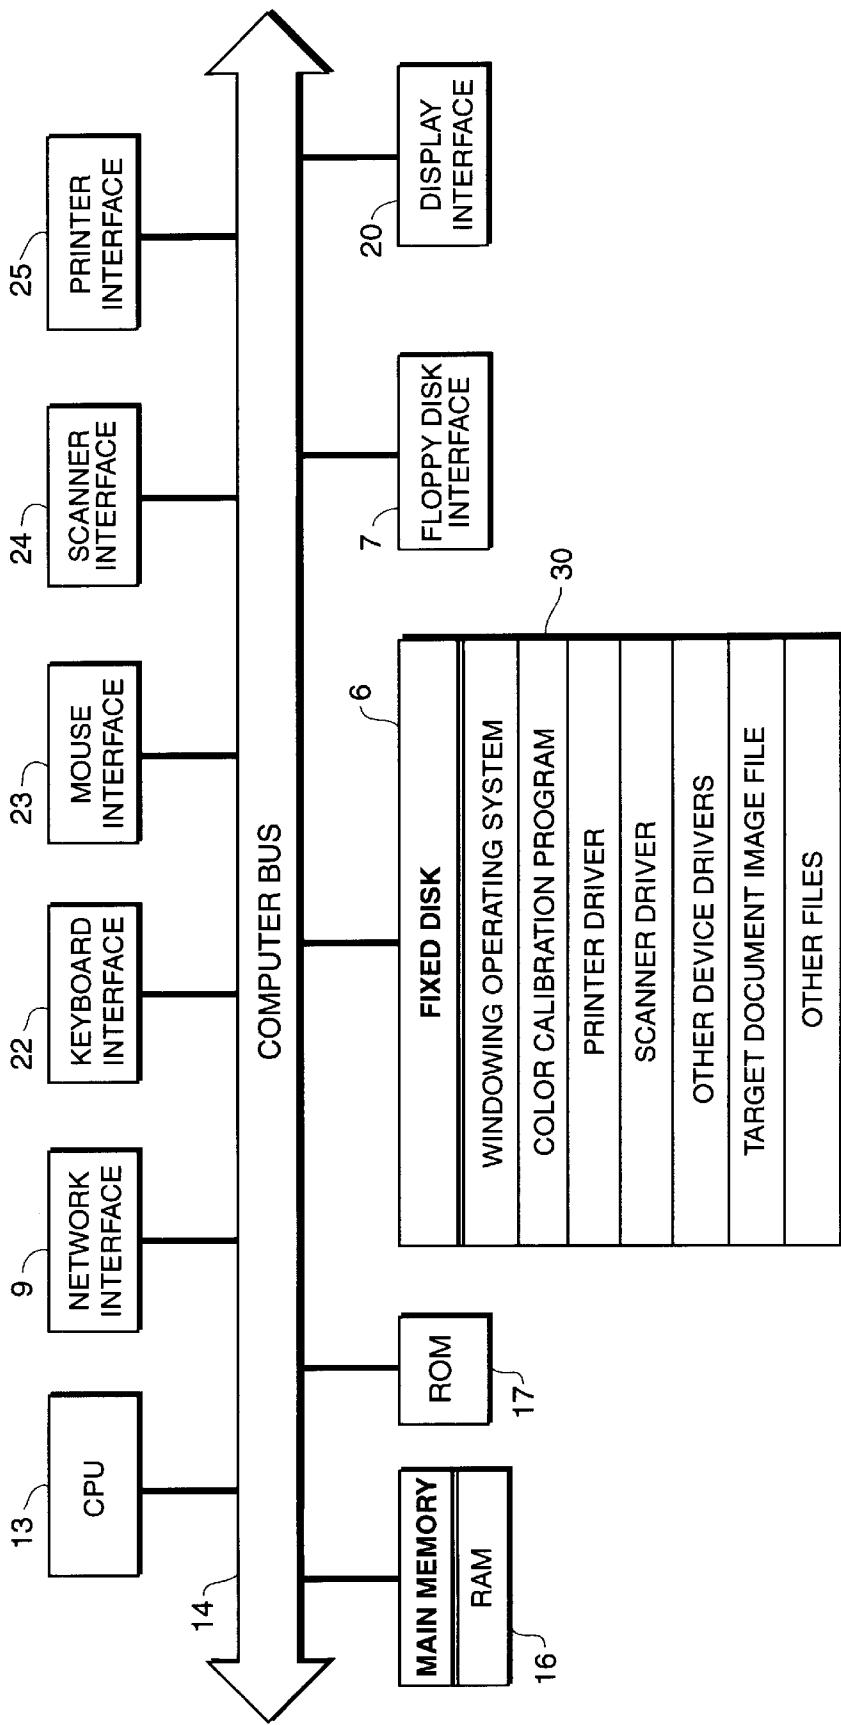 13
CPU
9
NETWORK
INTERFACE
22
KEYBOARD
INTERFACE
23
MOUSE
INTERFACE
24
SCANNER
INTERFACE
25
PRINTER
INTERFACE
14
COMPUTER BUS
MAIN MEMORY
RAM
16
ROM
17
6
FIXED DISK
WINDOWING OPERATING SYSTEM
COLOR CALIBRATION PROGRAM
PRINTER DRIVER
SCANNER DRIVER
OTHER DEVICE DRIVERS
TARGET DOCUMENT IMAGE FILE
OTHER FILES
30
7
FLOPPY DISK
INTERFACE
20
DISPLAY
INTERFACE